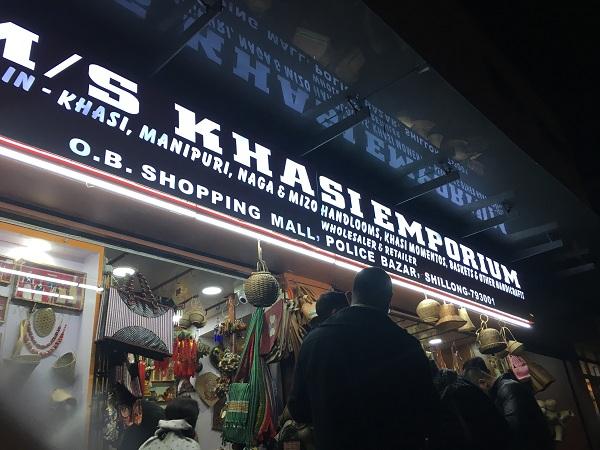 M/S KHASI EMPORIUM
IN - KHASI, MANIPURI, NAGA & MIZO HANDLOOMS, KHASI MOMENTOS, BASKETS & OTHER HANDICRAFTS
WHOLESALER & RETAILER
O.B. SHOPPING MALL, POLICE BAZAR, SHILLONG-793001